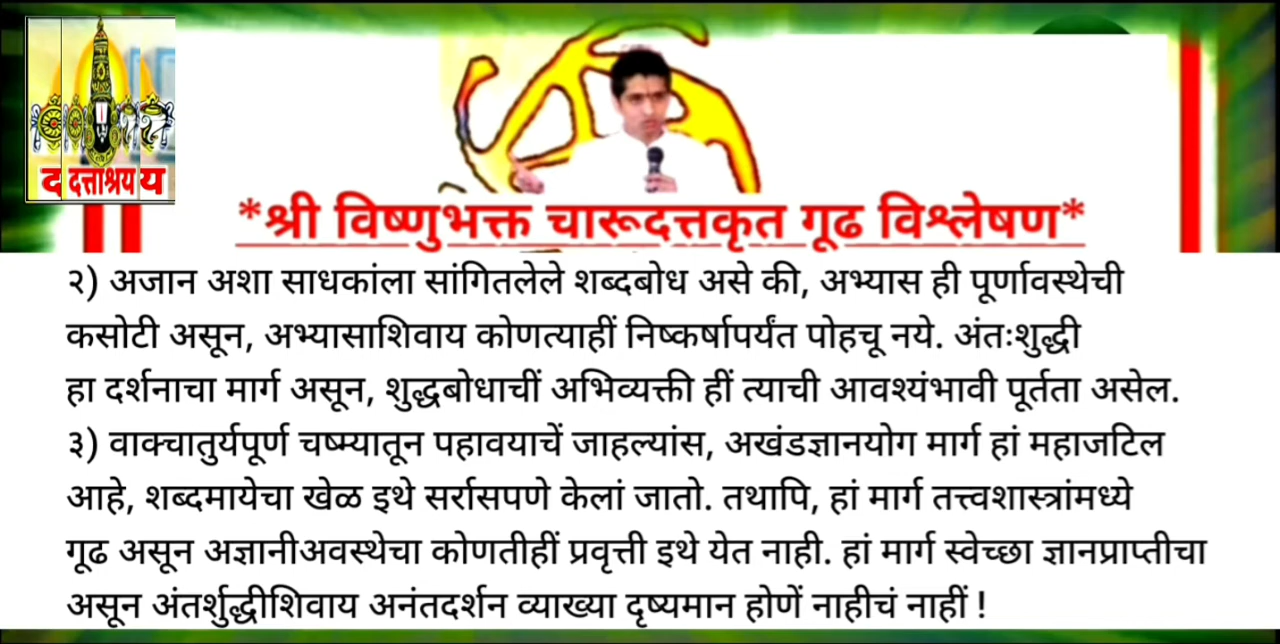 द दत्ताश्रय य
*श्री विष्णुभक्त चारूदत्तकृत गूढ विश्लेषण*
२) अजान अशा साधकांला सांगितलेले शब्दबोध असे की, अभ्यास ही पूर्णावस्थेची
कसोटी असून, अभ्यासाशिवाय कोणत्याहीं निष्कर्षापर्यंत पोहचू नये. अंतःशुद्धी
हा दर्शनाचा मार्ग असून, शुद्धबोधाचीं अभिव्यक्ती हीं त्याची आवश्यंभावी पूर्तता असेल.
३) वाक्चातुर्यपूर्ण चष्म्यातून पहावयाचें जाहल्यांस, अखंडज्ञानयोग मार्ग हां महाजटिल
आहे, शब्दमायेचा खेळ इथे सर्रासपणे केलां जातो. तथापि, हां मार्ग तत्त्वशास्त्रांमध्ये
गूढ असून अज्ञानीअवस्थेचा कोणतीहीं प्रवृत्ती इथे येत नाही. हां मार्ग स्वेच्छा ज्ञानप्राप्तीचा
असून अंतर्शुद्धीशिवाय अनंतदर्शन व्याख्या दृष्यमान होणें नाहीचं नाहीं !